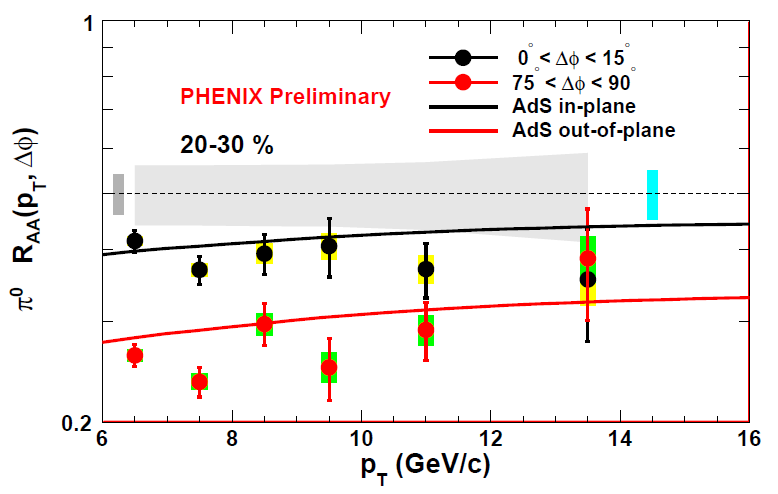 1
0° < Δϕ < 15°
75° < Δϕ < 90°
AdS in-plane
AdS out-of-plane
PHENIX Preliminary
20-30 %
π⁰ R_AA(p_T, Δϕ)
0.2
6 8 10 12 14 16
p_T (GeV/c)